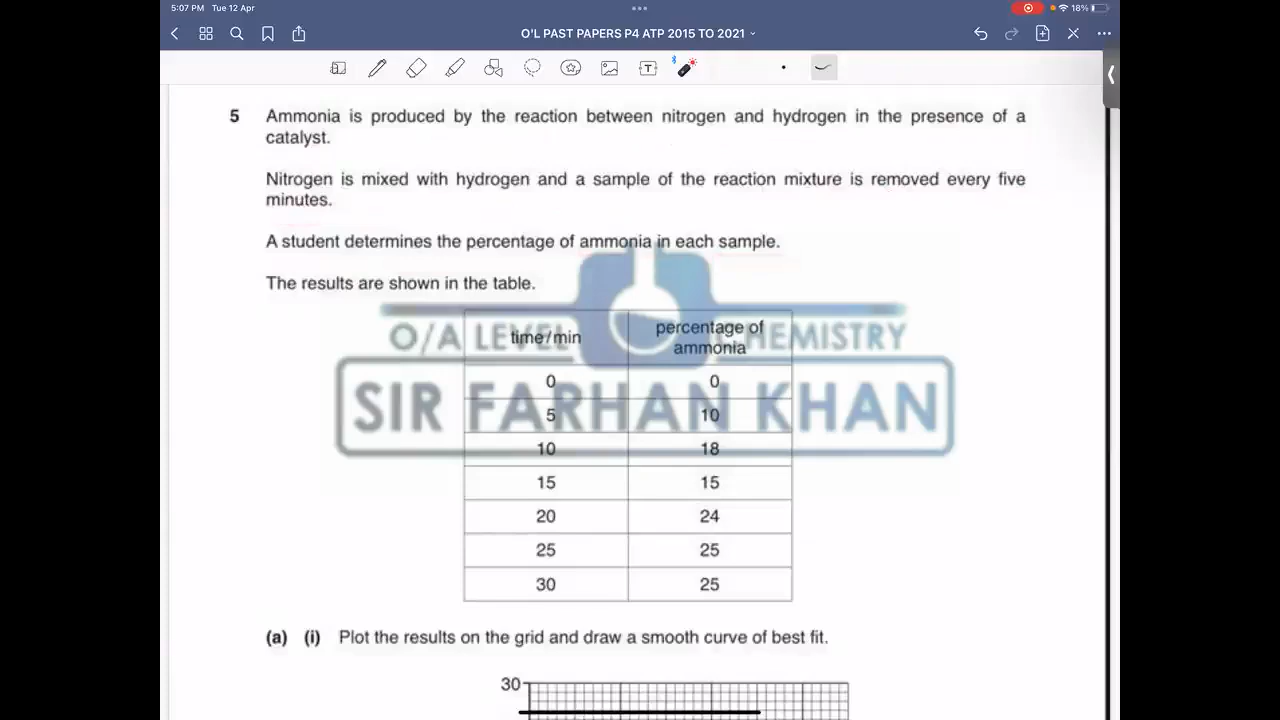 5:07 PM Tue 12 Apr
18%
O'L PAST PAPERS P4 ATP 2015 TO 2021
T
5 Ammonia is produced by the reaction between nitrogen and hydrogen in the presence of a
catalyst.
Nitrogen is mixed with hydrogen and a sample of the reaction mixture is removed every five
minutes.
A student determines the percentage of ammonia in each sample.
The results are shown in the table.
O/A LEVEL CHEMISTRY
SIR FARHAN KHAN
time/min percentage of
ammonia
0 0
5 10
10 18
15 15
20 24
25 25
30 25
(a) (i) Plot the results on the grid and draw a smooth curve of best fit.
30